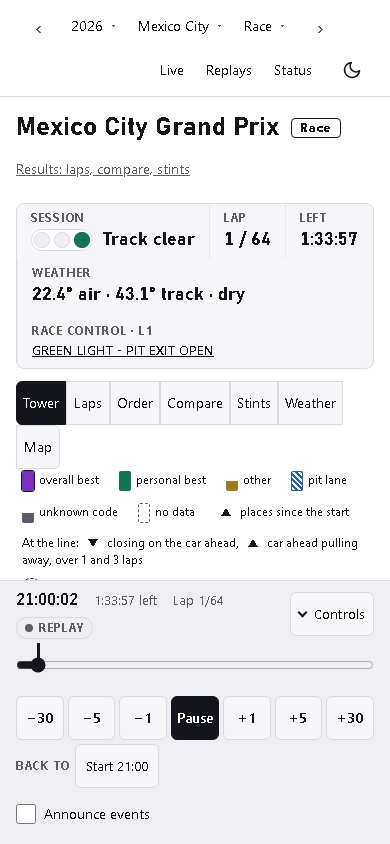 2026 Mexico City Race
Live Replays Status
Mexico City Grand Prix Race
Results: laps, compare, stints
SESSION LAP LEFT
Track clear 1 / 64 1:33:57
WEATHER
22.4° air · 43.1° track · dry
RACE CONTROL · L1
GREEN LIGHT - PIT EXIT OPEN
Tower Laps Order Compare Stints Weather
Map
overall best personal best other pit lane
unknown code no data ▲ places since the start
At the line: ▼ closing on the car ahead, ▲ car ahead pulling
away, over 1 and 3 laps
21:00:02 1:33:57 left Lap 1/64
Controls
REPLAY
−30 −5 −1 Pause +1 +5 +30
BACK TO Start 21:00
Announce events